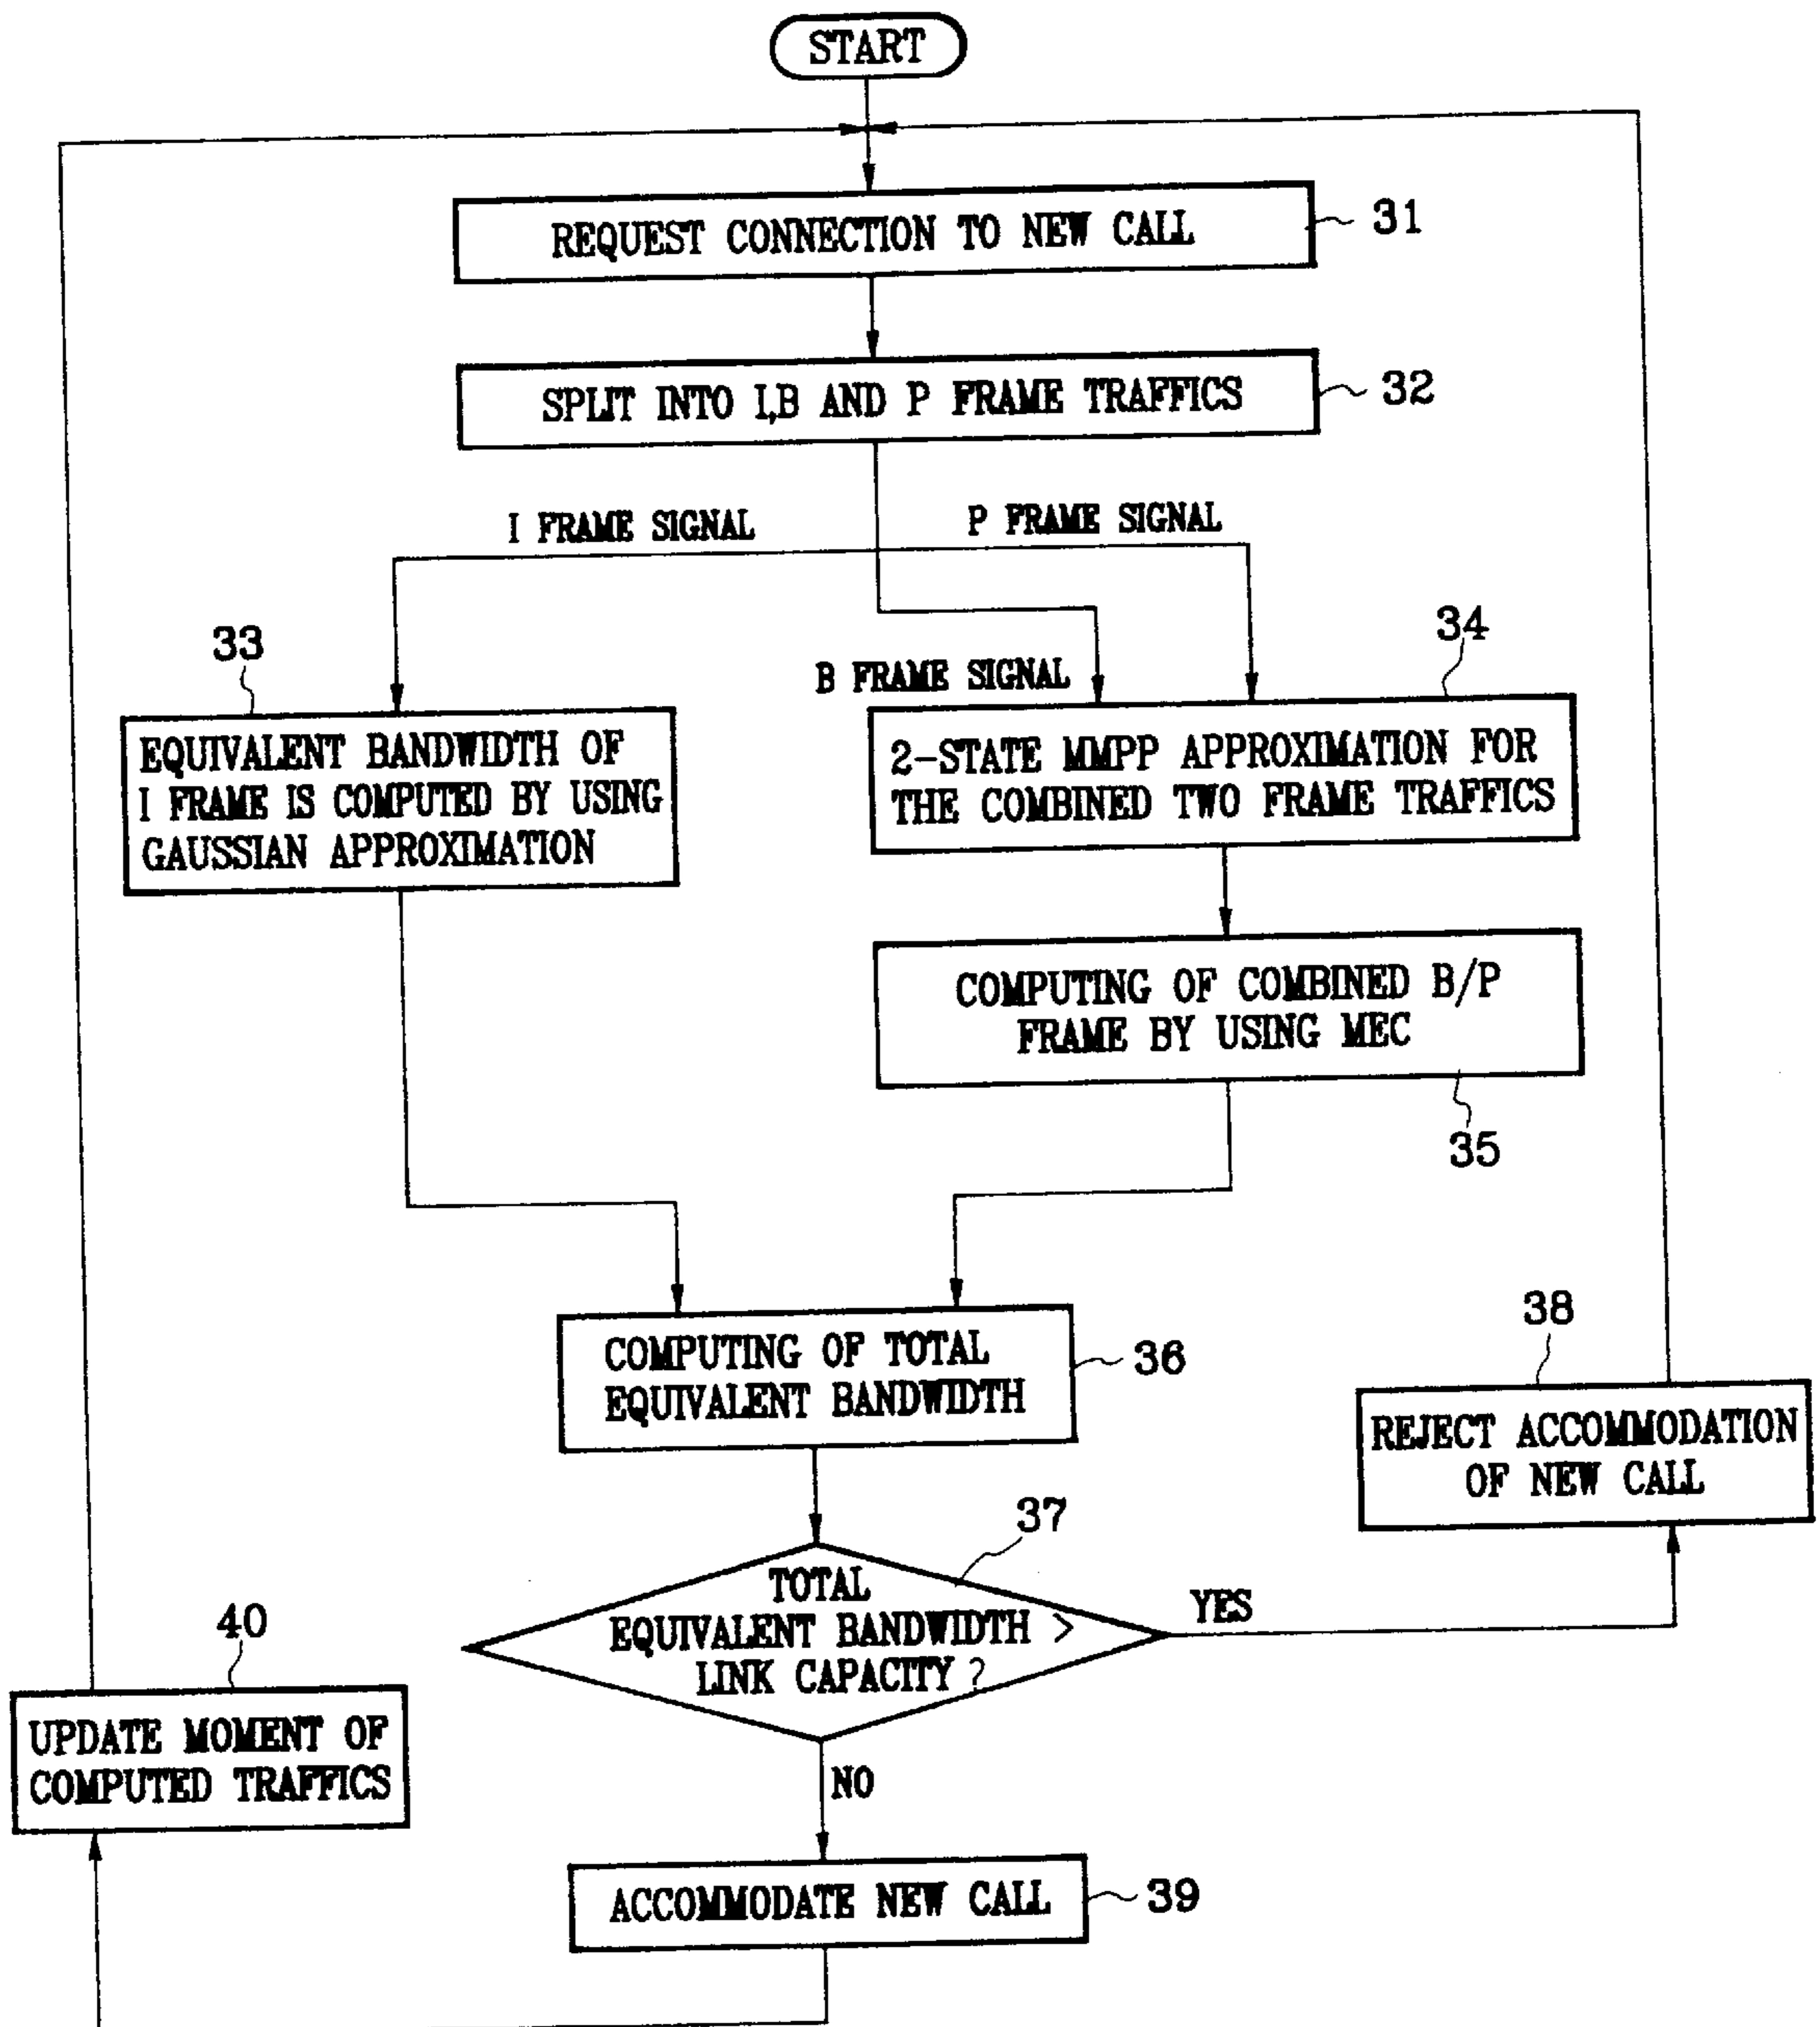 START
REQUEST CONNECTION TO NEW CALL
31
SPLIT INTO I,B AND P FRAME TRAFFICS
32
I FRAME SIGNAL
P FRAME SIGNAL
B FRAME SIGNAL
33
EQUIVALENT BANDWIDTH OF
I FRAME IS COMPUTED BY USING
GAUSSIAN APPROXIMATION
34
2-STATE MMPP APPROXIMATION FOR
THE COMBINED TWO FRAME TRAFFICS
COMPUTING OF COMBINED B/P
FRAME BY USING MEC
35
COMPUTING OF TOTAL
EQUIVALENT BANDWIDTH
36
38
REJECT ACCOMMODATION
OF NEW CALL
37
TOTAL
EQUIVALENT BANDWIDTH >
LINK CAPACITY ?
YES
NO
40
UPDATE MOMENT OF
COMPUTED TRAFFICS
ACCOMMODATE NEW CALL
39